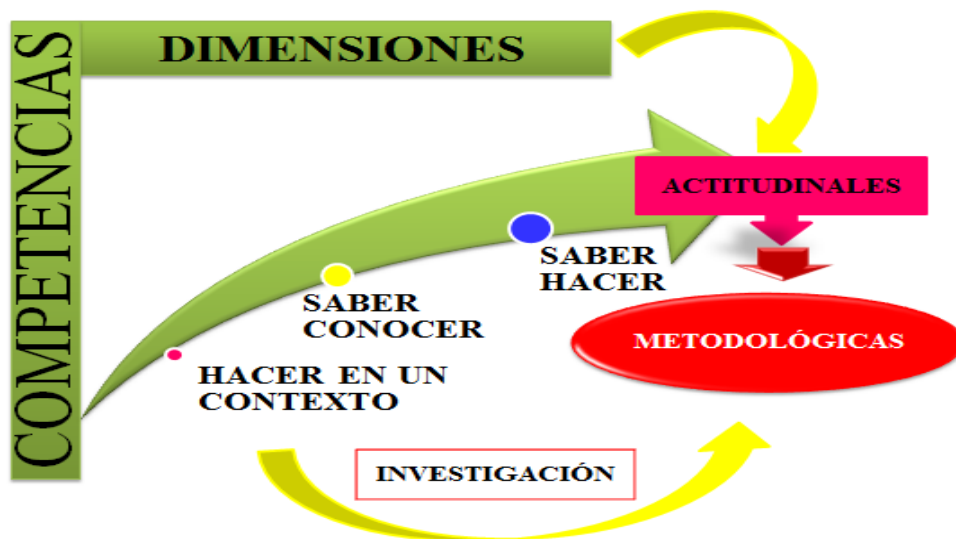 COMPETENCIAS
DIMENSIONES
ACTITUDINALES
SABER
HACER
SABER
CONOCER
METODOLÓGICAS
HACER EN UN
CONTEXTO
INVESTIGACIÓN